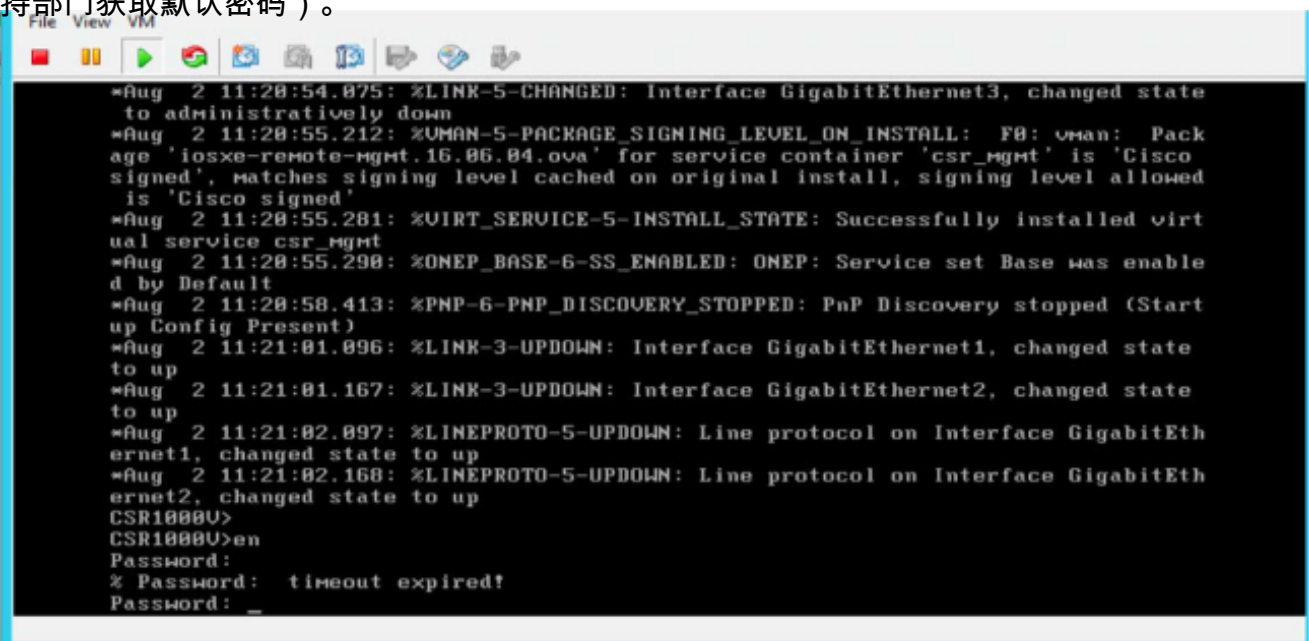 持部门获取默认密码）。
File View VM
*Aug  2 11:20:54.075: %LINK-5-CHANGED: Interface GigabitEthernet3, changed state
 to administratively down
*Aug  2 11:20:55.212: %VMAN-5-PACKAGE_SIGNING_LEVEL_ON_INSTALL:  F0: vman:  Pack
age 'iosxe-remote-mgmt.16.06.04.ova' for service container 'csr_mgmt' is 'Cisco
signed', matches signing level cached on original install, signing level allowed
 is 'Cisco signed'
*Aug  2 11:20:55.281: %VIRT_SERVICE-5-INSTALL_STATE: Successfully installed virt
ual service csr_mgmt
*Aug  2 11:20:55.290: %ONEP_BASE-6-SS_ENABLED: ONEP: Service set Base was enable
d by Default
*Aug  2 11:20:58.413: %PNP-6-PNP_DISCOVERY_STOPPED: PnP Discovery stopped (Start
up Config Present)
*Aug  2 11:21:01.096: %LINK-3-UPDOWN: Interface GigabitEthernet1, changed state
to up
*Aug  2 11:21:01.167: %LINK-3-UPDOWN: Interface GigabitEthernet2, changed state
to up
*Aug  2 11:21:02.097: %LINEPROTO-5-UPDOWN: Line protocol on Interface GigabitEth
ernet1, changed state to up
*Aug  2 11:21:02.168: %LINEPROTO-5-UPDOWN: Line protocol on Interface GigabitEth
ernet2, changed state to up
CSR1000V>
CSR1000V>en
Password:
% Password:  timeout expired!
Password: _